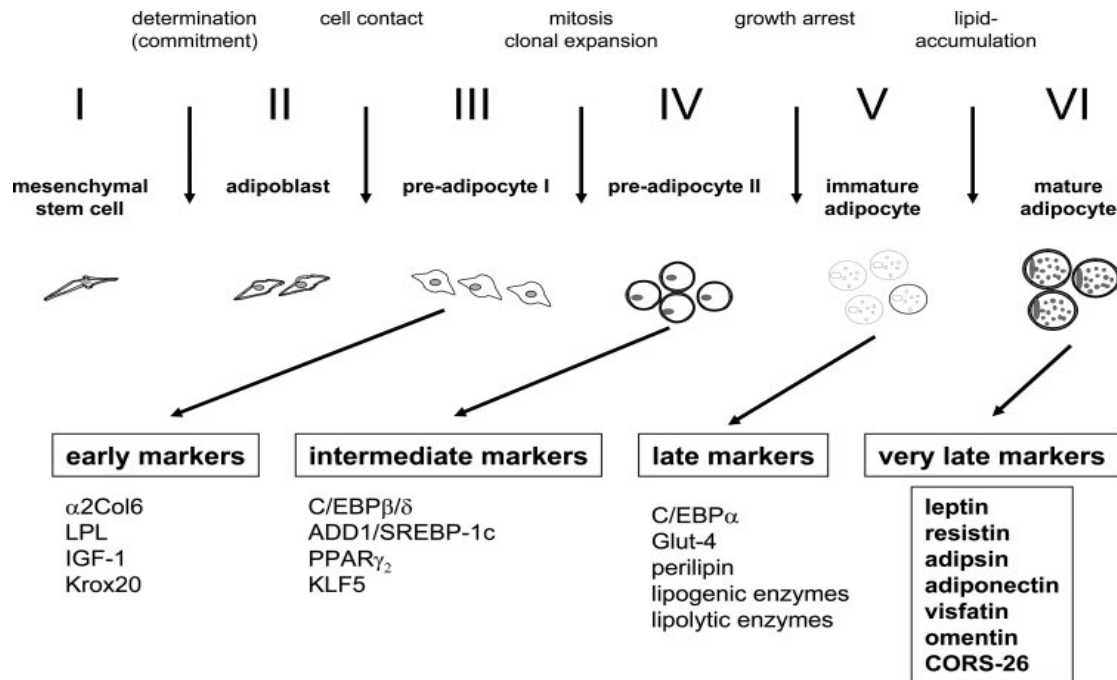 determination
(commitment)
cell contact
mitosis
clonal expansion
growth arrest
lipid-
accumulation
I
II
III
IV
V
VI
mesenchymal
stem cell
adipoblast
pre-adipocyte I
pre-adipocyte II
immature
adipocyte
mature
adipocyte
early markers
α2Col6
LPL
IGF-1
Krox20
intermediate markers
C/EBPβ/δ
ADD1/SREBP-1c
PPARγ₂
KLF5
late markers
C/EBPα
Glut-4
perilipin
lipogenic enzymes
lipolytic enzymes
very late markers
leptin
resistin
adipsin
adiponectin
visfatin
omentin
CORS-26